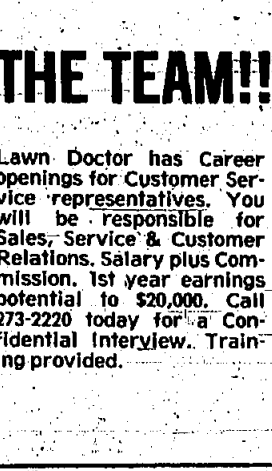 THE TEAM!!
Lawn Doctor has Career
openings for Customer Ser-
vice representatives. You
will be responsible for
Sales, Service & Customer
Relations. Salary plus Com-
mission. 1st year earnings
potential to $20,000. Call
273-2220 today for a Con-
fidential Interview. Train-
ing provided.